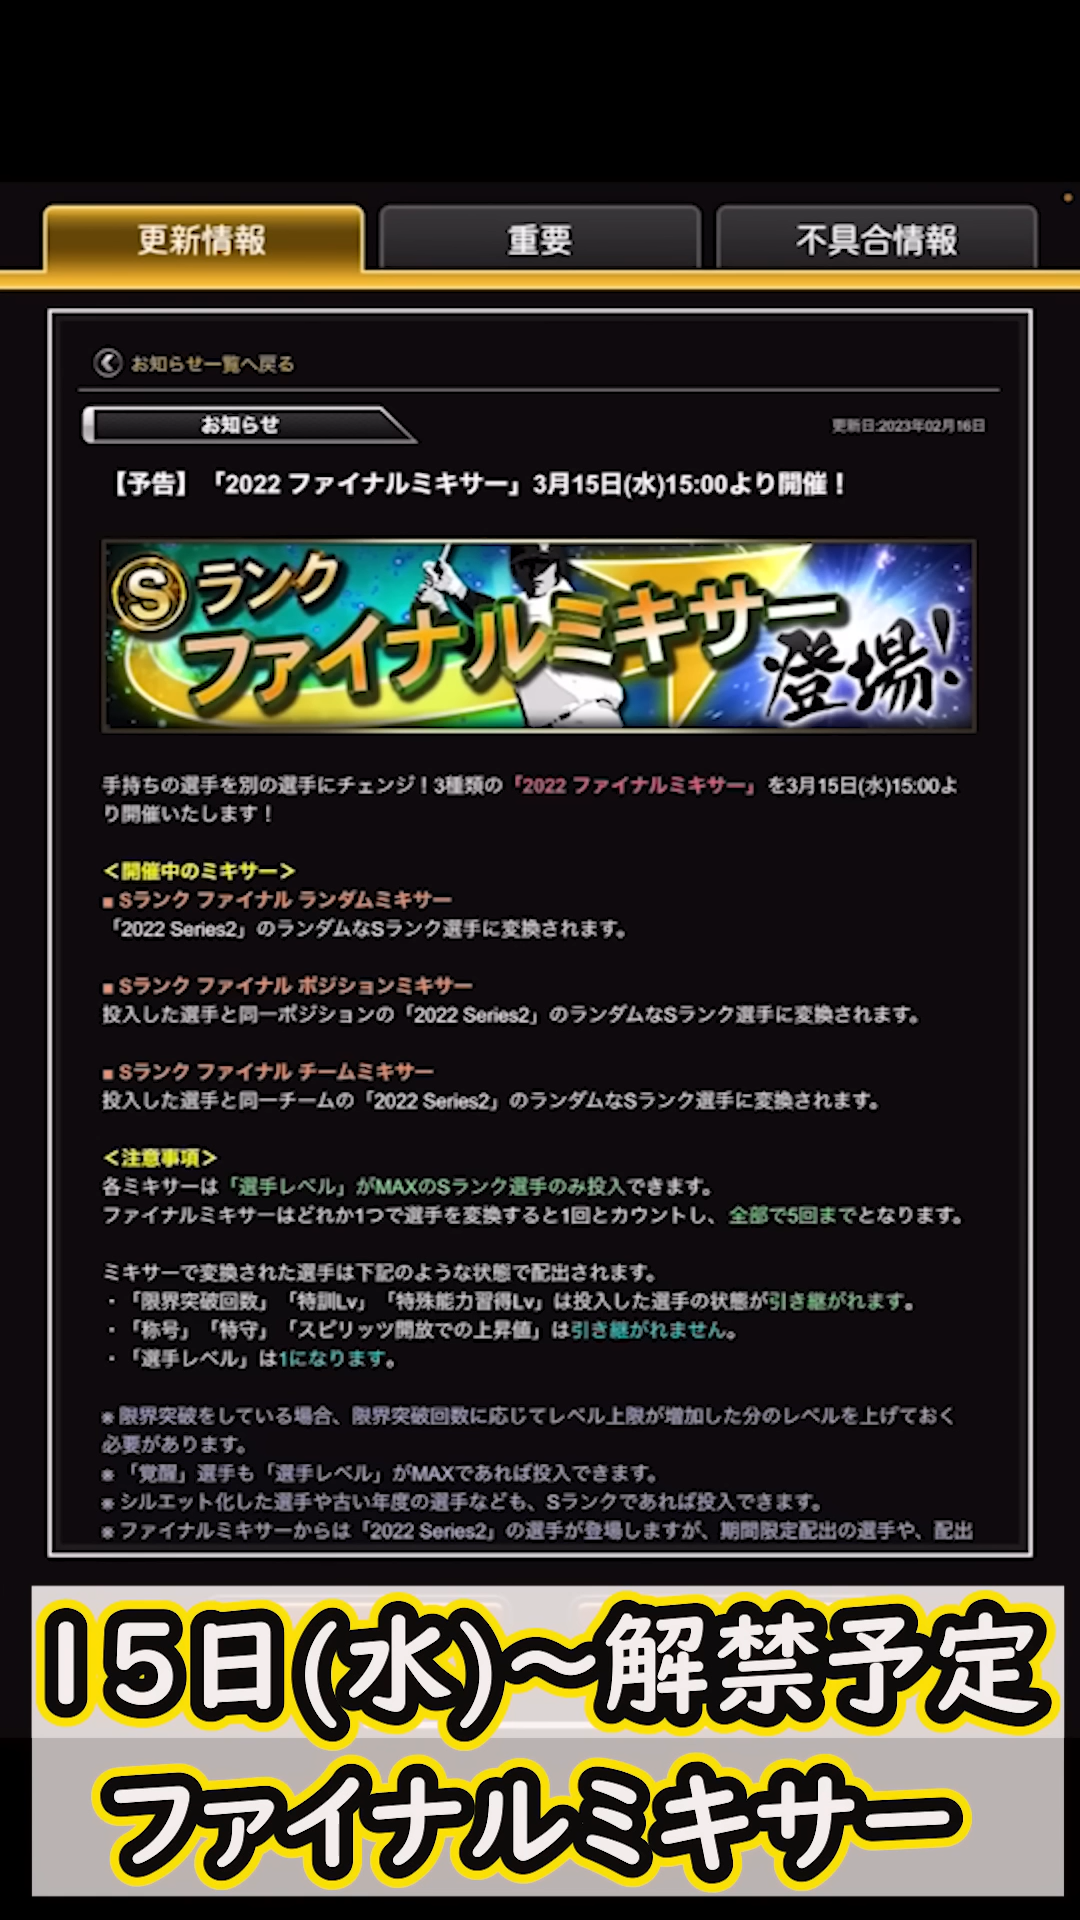 更新情報
重要
不具合情報
お知らせ一覧へ戻る
お知らせ
更新日:2023年02月16日
【予告】「2022 ファイナルミキサー」3月15日(水)15:00より開催！
Sランク
ファイナルミキサー
登場!
手持ちの選手を別の選手にチェンジ！3種類の「2022 ファイナルミキサー」を3月15日(水)15:00よ
り開催いたします！
＜開催中のミキサー＞
■ Sランク ファイナル ランダムミキサー
「2022 Series2」のランダムなSランク選手に変換されます。
■ Sランク ファイナル ポジションミキサー
投入した選手と同一ポジションの「2022 Series2」のランダムなSランク選手に変換されます。
■ Sランク ファイナル チームミキサー
投入した選手と同一チームの「2022 Series2」のランダムなSランク選手に変換されます。
＜注意事項＞
各ミキサーは「選手レベル」がMAXのSランク選手のみ投入できます。
ファイナルミキサーはどれか1つで選手を変換すると1回とカウントし、全部で5回までとなります。
ミキサーで変換された選手は下記のような状態で配出されます。
・「限界突破回数」「特訓Lv」「特殊能力習得Lv」は投入した選手の状態が引き継がれます。
・「称号」「特守」「スピリッツ開放での上昇値」は引き継がれません。
・「選手レベル」は1になります。
※ 限界突破をしている場合、限界突破回数に応じてレベル上限が増加した分のレベルを上げておく
必要があります。
※ 「覚醒」選手も「選手レベル」がMAXであれば投入できます。
※ シルエット化した選手や古い年度の選手なども、Sランクであれば投入できます。
※ ファイナルミキサーからは「2022 Series2」の選手が登場しますが、期間限定配出の選手や、配出
15日(水)～解禁予定
ファイナルミキサー